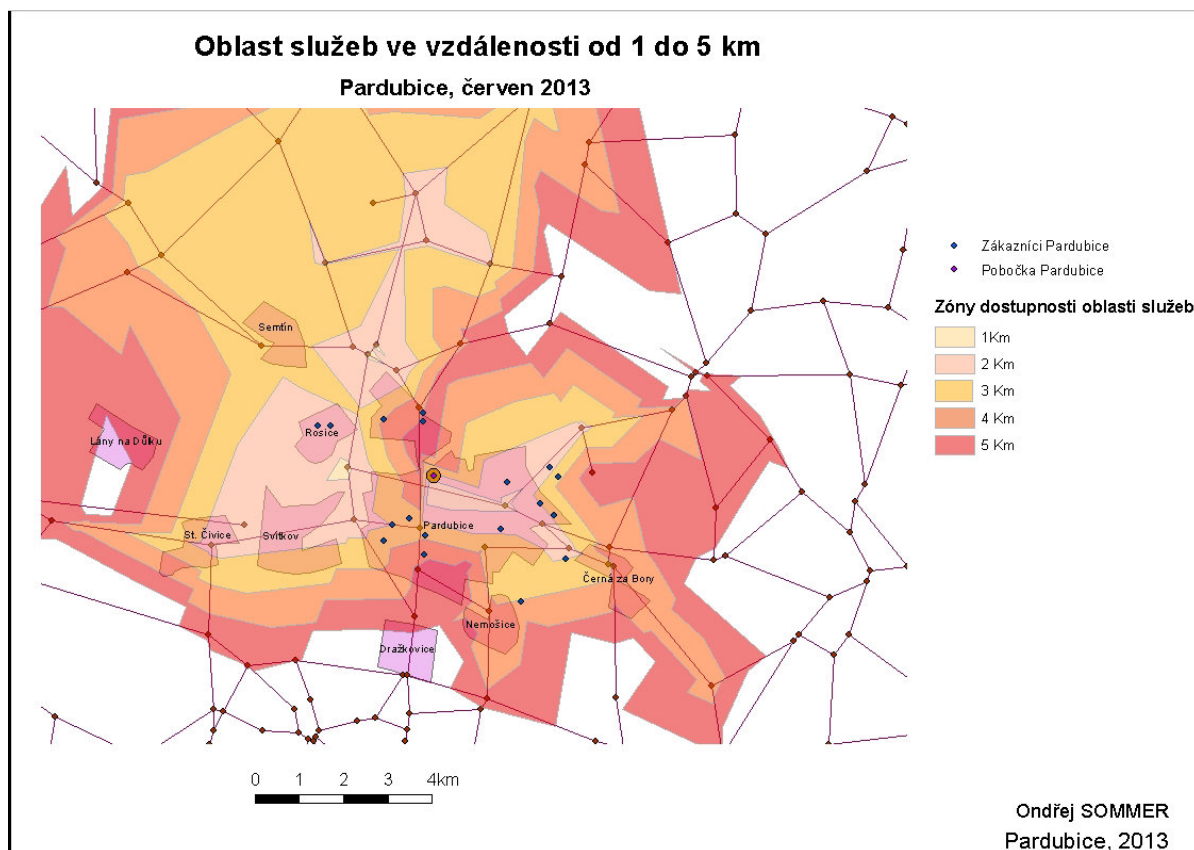 Oblast služeb ve vzdálenosti od 1 do 5 km
Pardubice, červen 2013
Semtín
Rosice
Lány na Důlku
St. Čívice
Svítkov
Pardubice
Černá za Bory
Nemošice
Dražkovice
Zákazníci Pardubice
Pobočka Pardubice
Zóny dostupnosti oblasti služeb
1Km
2 Km
3 Km
4 Km
5 Km
0 1 2 3 4km
Ondřej SOMMER
Pardubice, 2013